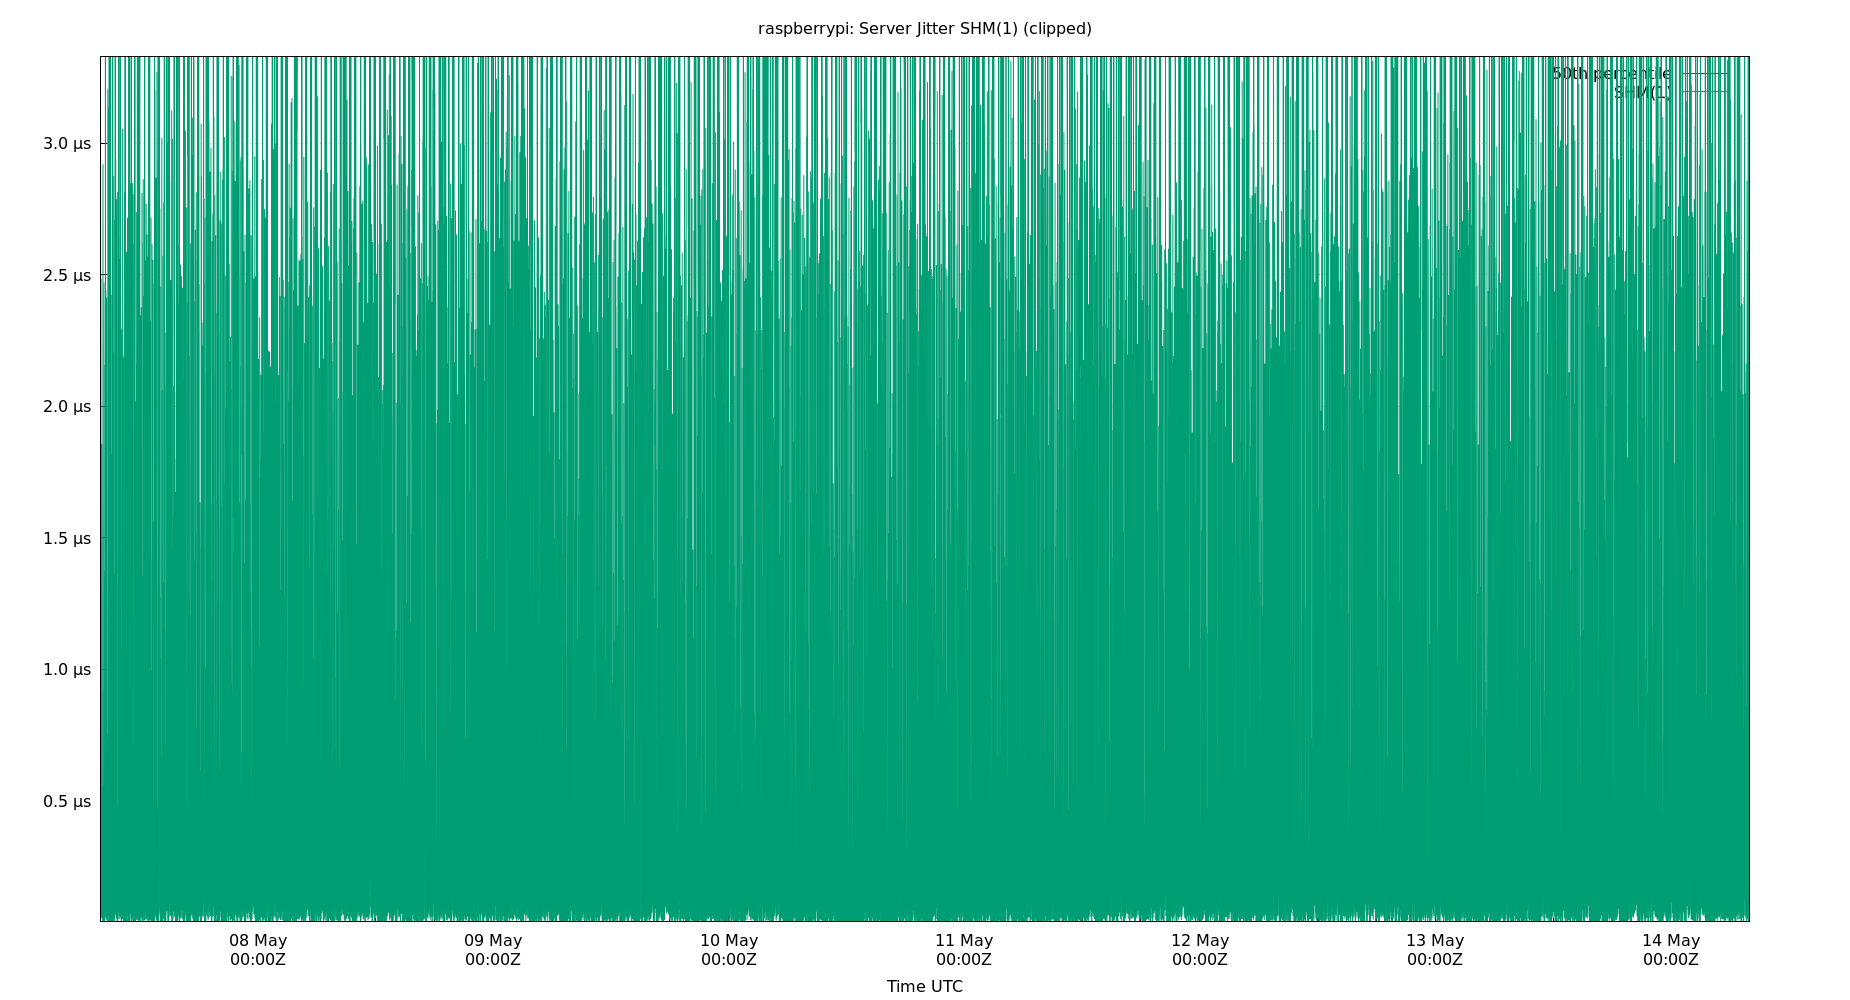 raspberrypi: Server Jitter SHM(1) (clipped)
50th percentile
SHM(1)
3.0 µs
2.5 µs
2.0 µs
1.5 µs
1.0 µs
0.5 µs
08 May 09 May 10 May 11 May 12 May 13 May 14 May
00:00Z 00:00Z 00:00Z 00:00Z 00:00Z 00:00Z 00:00Z
Time UTC